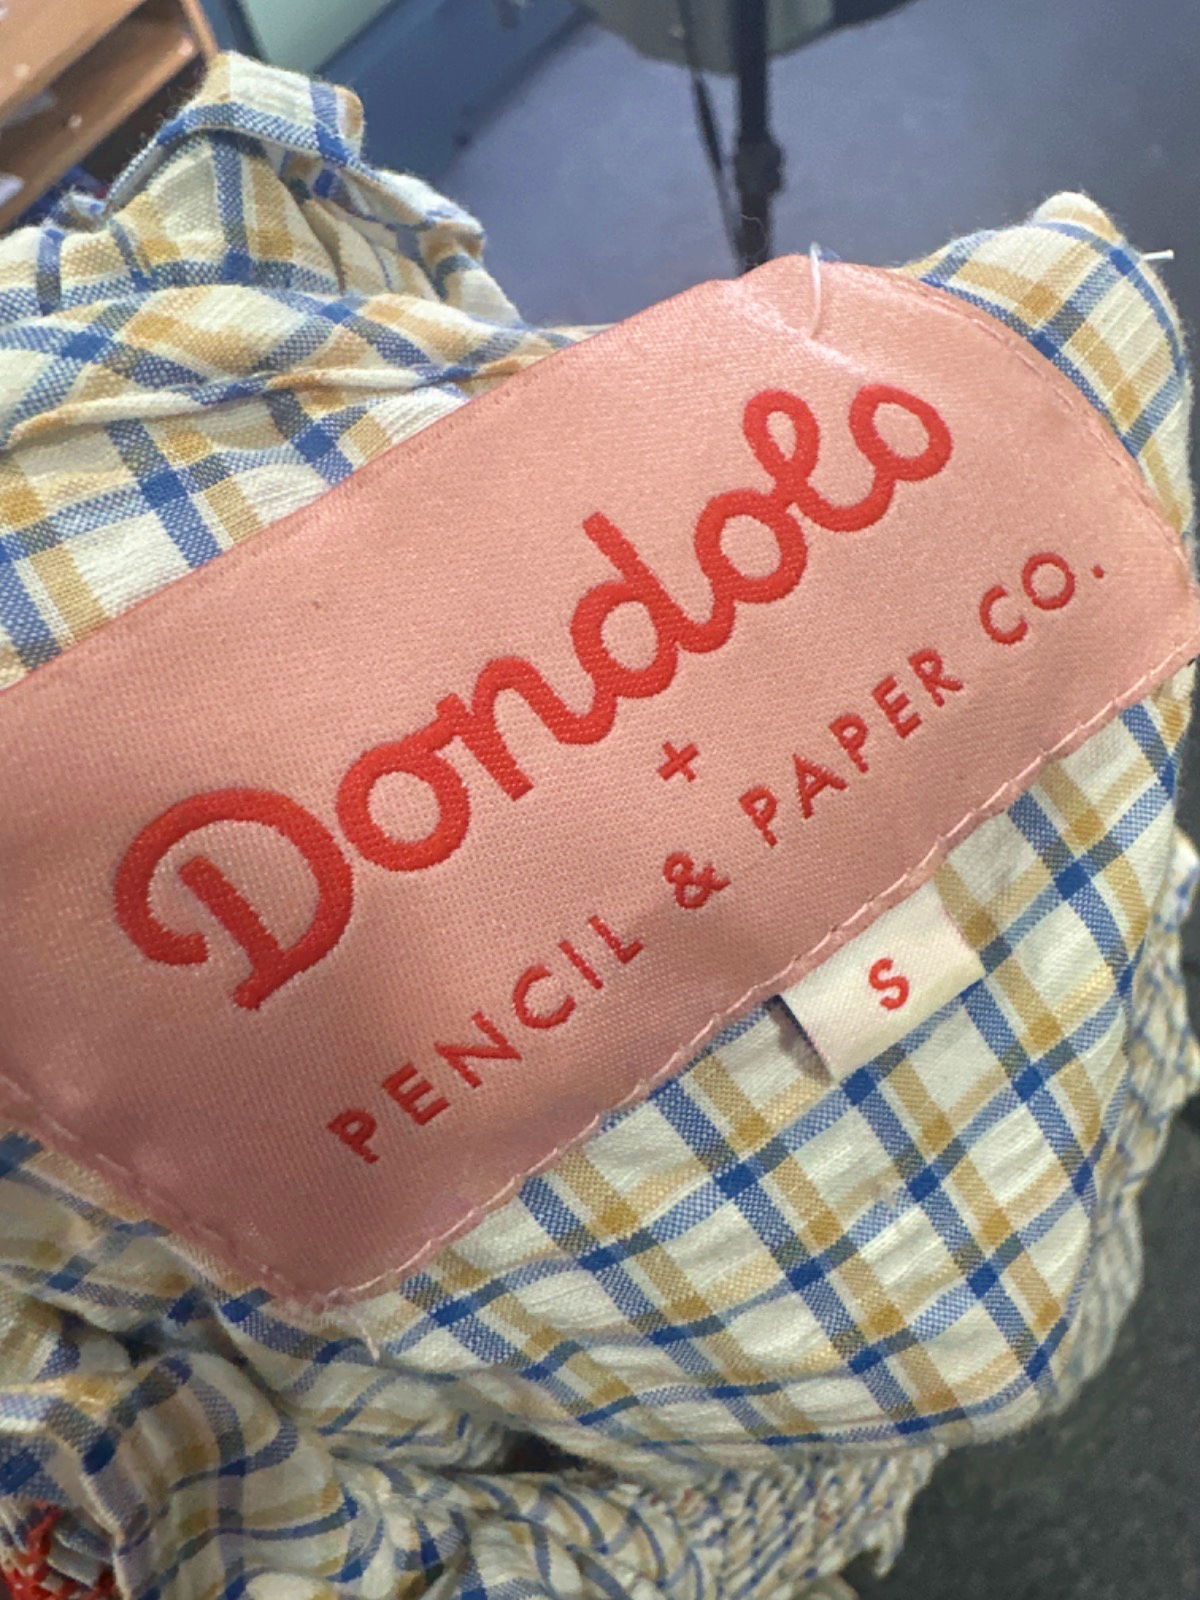 Dondolo
+
PENCIL & PAPER CO.
S